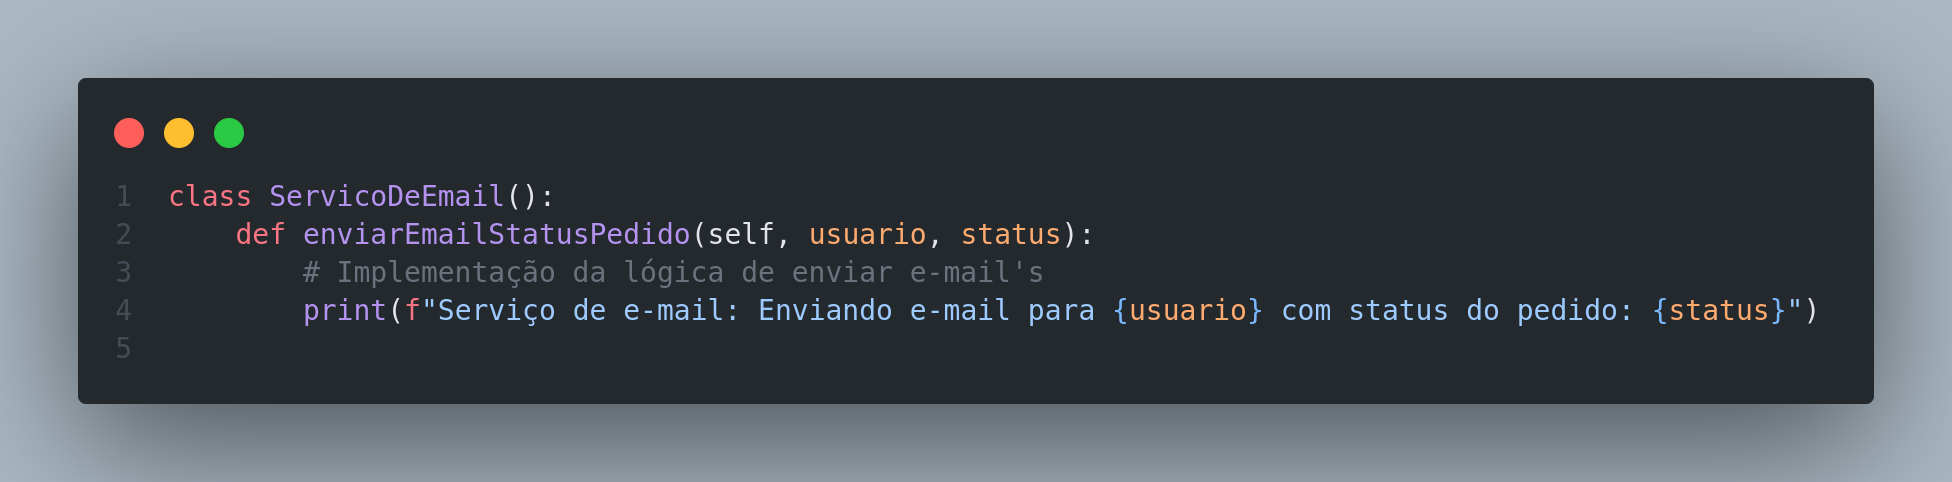 1 class ServicoDeEmail():
2     def enviarEmailStatusPedido(self, usuario, status):
3         # Implementação da lógica de enviar e-mail's
4         print(f"Serviço de e-mail: Enviando e-mail para {usuario} com status do pedido: {status}")
5